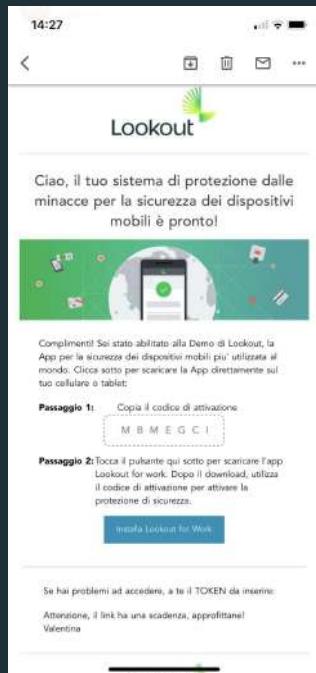 14:27
Lookout
Ciao, il tuo sistema di protezione dalle
minacce per la sicurezza dei dispositivi
mobili è pronto!
Complimenti! Sei stato abilitato alla Demo di Lookout, la
App per la sicurezza dei dispositivi mobili piu' utilizzata al
mondo. Clicca sotto per scaricare la App direttamente sul
tuo cellulare o tablet:
Passaggio 1: Copia il codice di attivazione
M B M E G C I
Passaggio 2: Tocca il pulsante qui sotto per scaricare l'app
Lookout for work. Dopo il download, utilizza
il codice di attivazione per attivare la
protezione di sicurezza.
Installa Lookout for Work
Se hai problemi ad accedere, a te il TOKEN da inserire:
Attenzione, il link ha una scadenza, approfittane!
Valentina